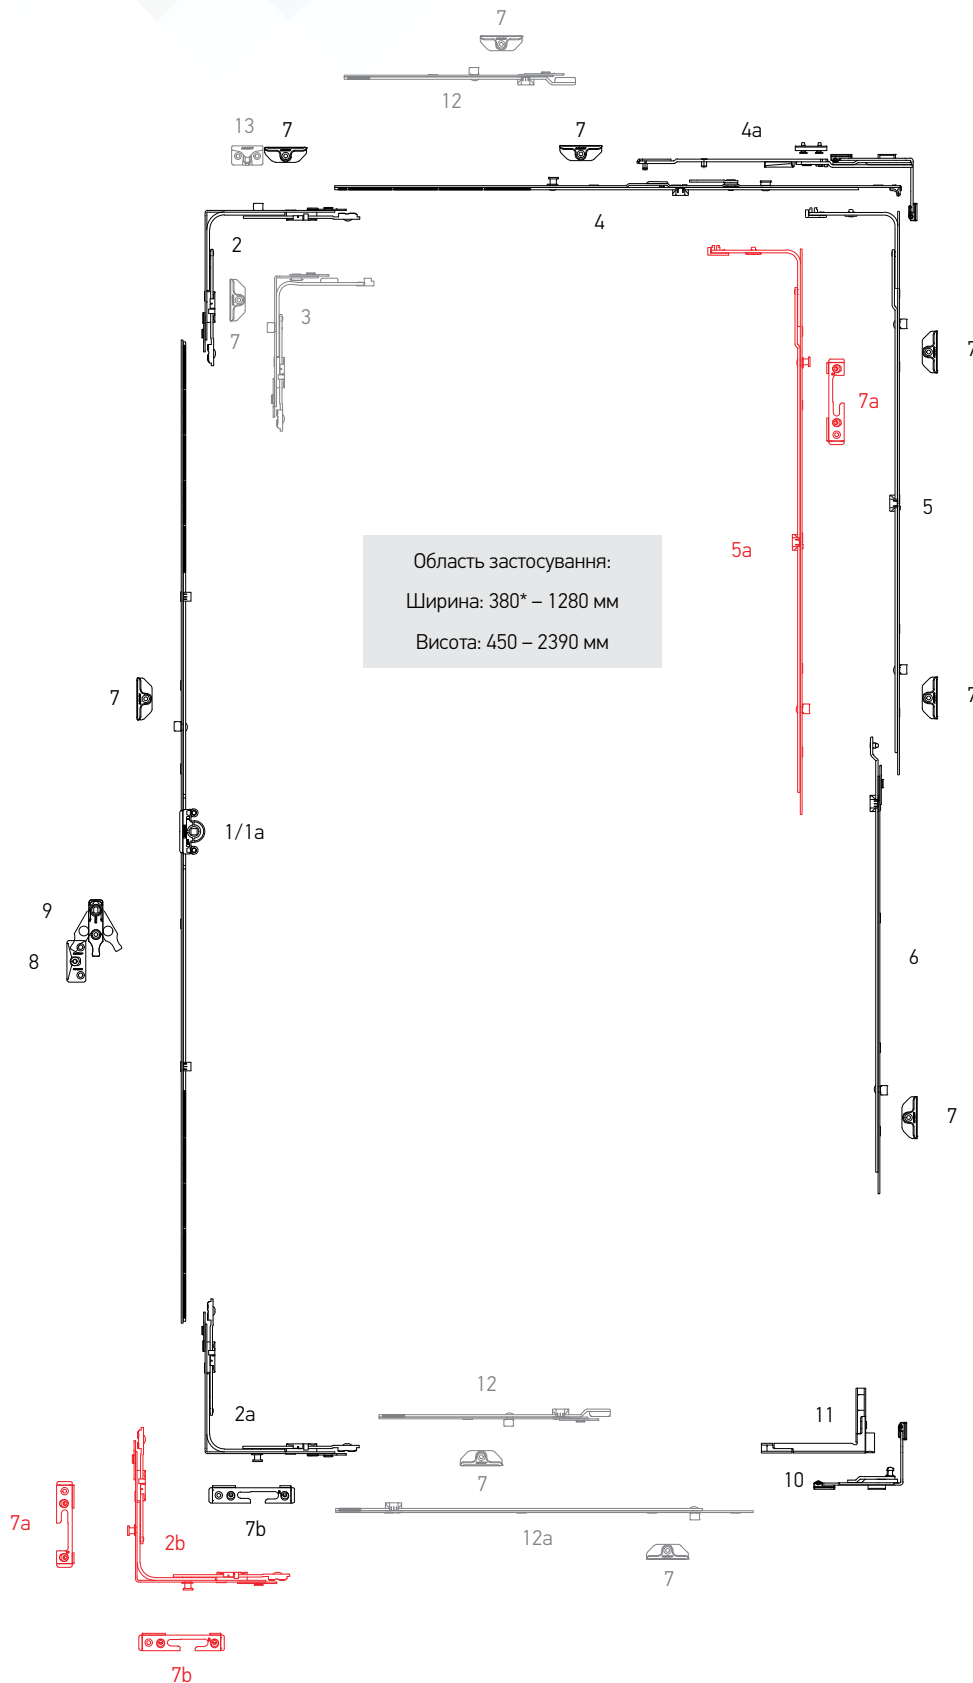 7
12
13
7
7
4a
4
2
3
7
7
7a
5
5a
Область застосування:
Ширина: 380* – 1280 мм
Висота: 450 – 2390 мм
7
7
1/1a
9
8
6
7
12
2a
11
7
10
7a
7b
2b
12a
7
7b